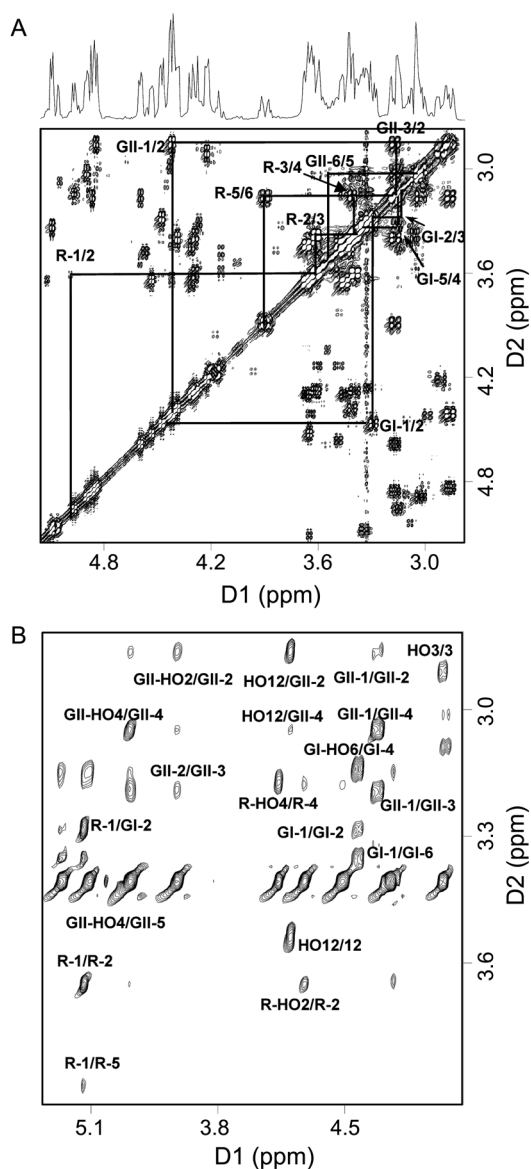 A
GII-1/2
GII-3/2
GII-6/5
R-3/4
R-5/6
R-2/3
GI-2/3
R-1/2
GI-5/4
GI-1/2
3.0
3.6
4.2
4.8
D2 (ppm)
4.8 4.2 3.6 3.0
D1 (ppm)
B
HO3/3
GII-HO2/GII-2
HO12/GII-2
GII-1/GII-2
GII-HO4/GII-4
HO12/GII-4
GII-1/GII-4
GI-HO6/GI-4
GII-2/GII-3
R-HO4/R-4
GII-1/GII-3
R-1/GI-2
GI-1/GI-2
GI-1/GI-6
GII-HO4/GII-5
HO12/12
R-1/R-2
R-HO2/R-2
R-1/R-5
3.0
3.3
3.6
D2 (ppm)
5.1 3.8 4.5
D1 (ppm)